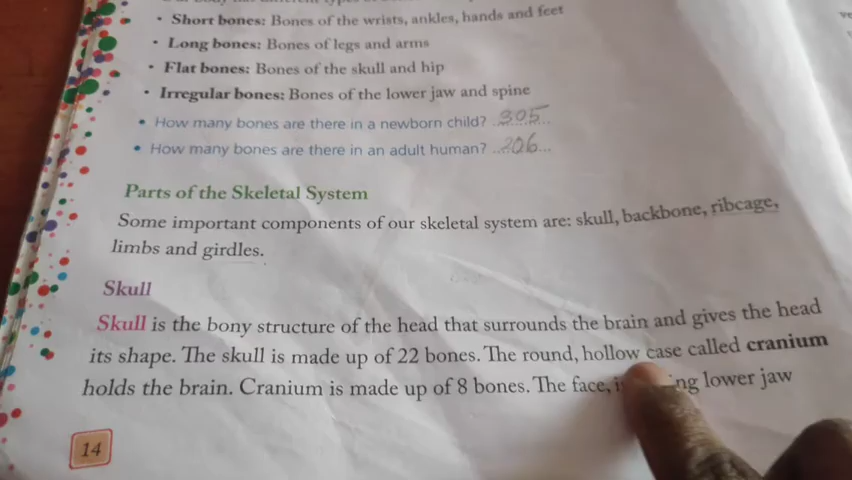 • Short bones: Bones of the wrists, ankles, hands and feet
• Long bones: Bones of legs and arms
• Flat bones: Bones of the skull and hip
• Irregular bones: Bones of the lower jaw and spine
• How many bones are there in a newborn child? 305
• How many bones are there in an adult human? 206
Parts of the Skeletal System
Some important components of our skeletal system are: skull, backbone, ribcage,
limbs and girdles.
Skull
Skull is the bony structure of the head that surrounds the brain and gives the head
its shape. The skull is made up of 22 bones. The round, hollow case called cranium
holds the brain. Cranium is made up of 8 bones. The face, lower jaw
14